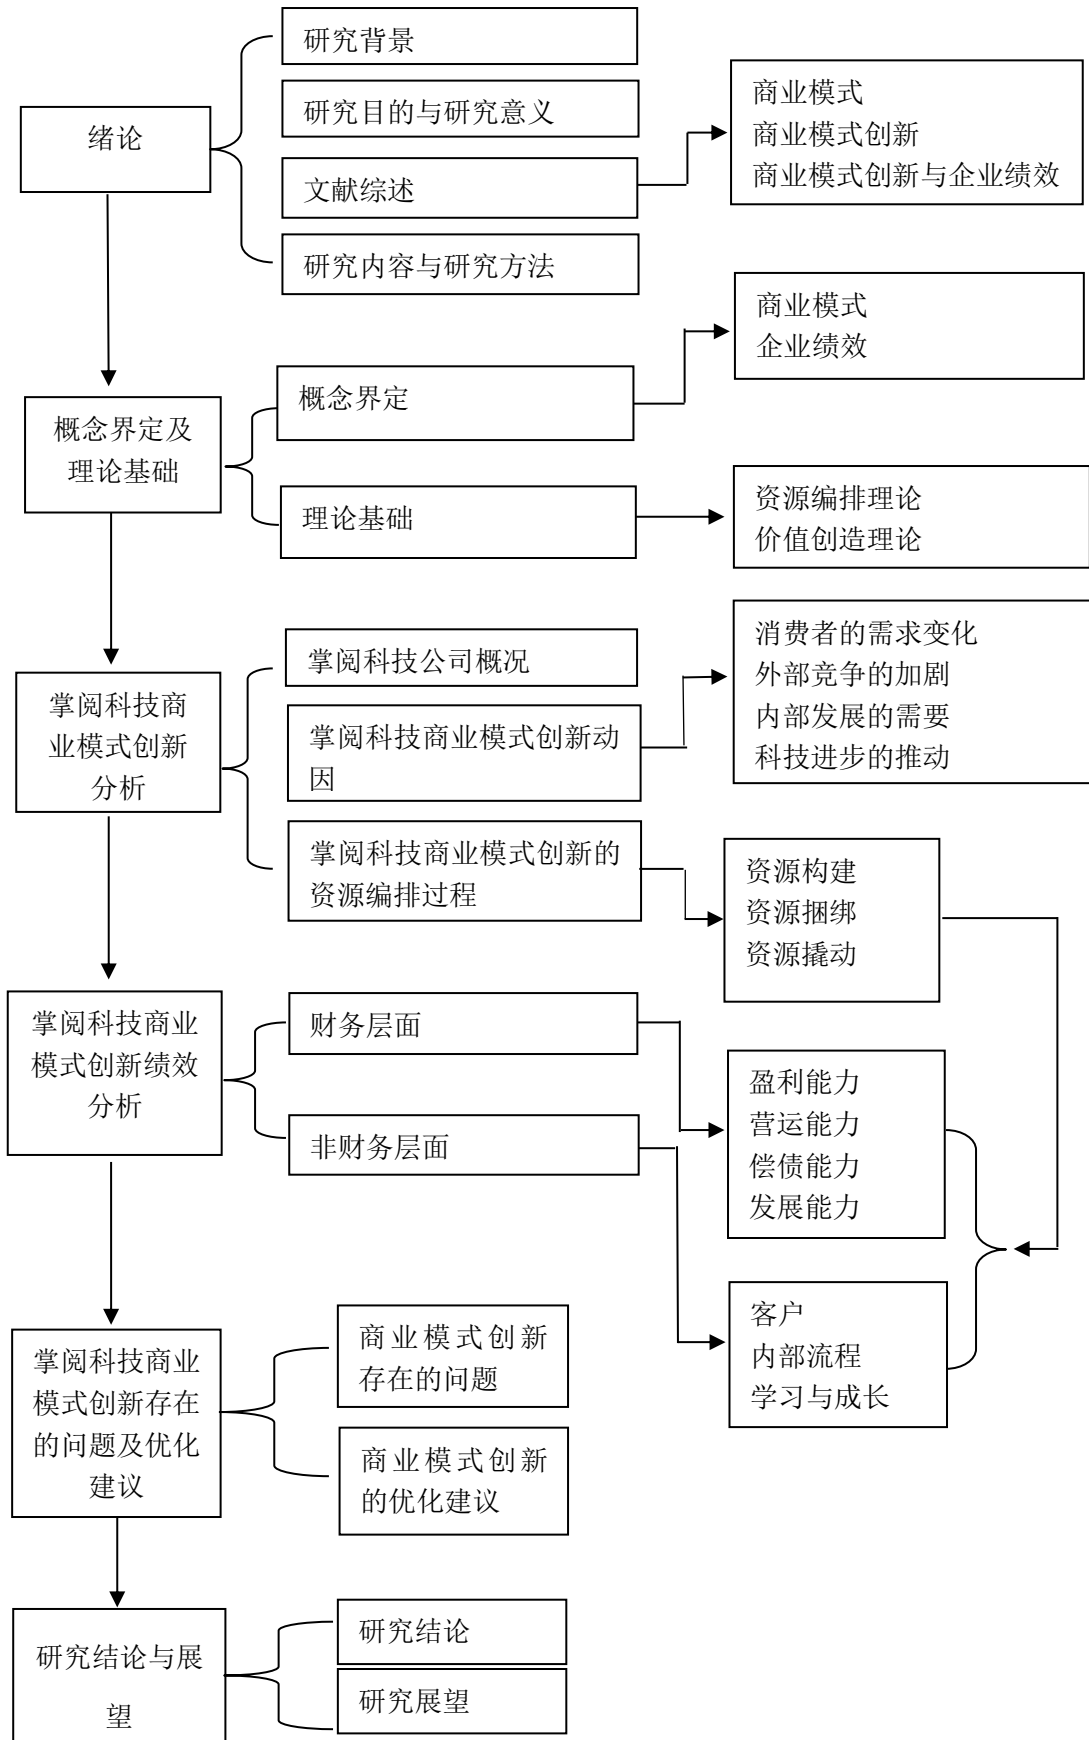 绪论
研究背景
研究目的与研究意义
文献综述
研究内容与研究方法
商业模式
商业模式创新
商业模式创新与企业绩效
概念界定及
理论基础
概念界定
理论基础
商业模式
企业绩效
资源编排理论
价值创造理论
掌阅科技商
业模式创新
分析
掌阅科技公司概况
掌阅科技商业模式创新动
因
掌阅科技商业模式创新的
资源编排过程
消费者的需求变化
外部竞争的加剧
内部发展的需要
科技进步的推动
资源构建
资源捆绑
资源撬动
掌阅科技商业
模式创新绩效
分析
财务层面
非财务层面
盈利能力
营运能力
偿债能力
发展能力
客户
内部流程
学习与成长
掌阅科技商业
模式创新存在
的问题及优化
建议
商业模式创新
存在的问题
商业模式创新
的优化建议
研究结论与展
望
研究结论
研究展望